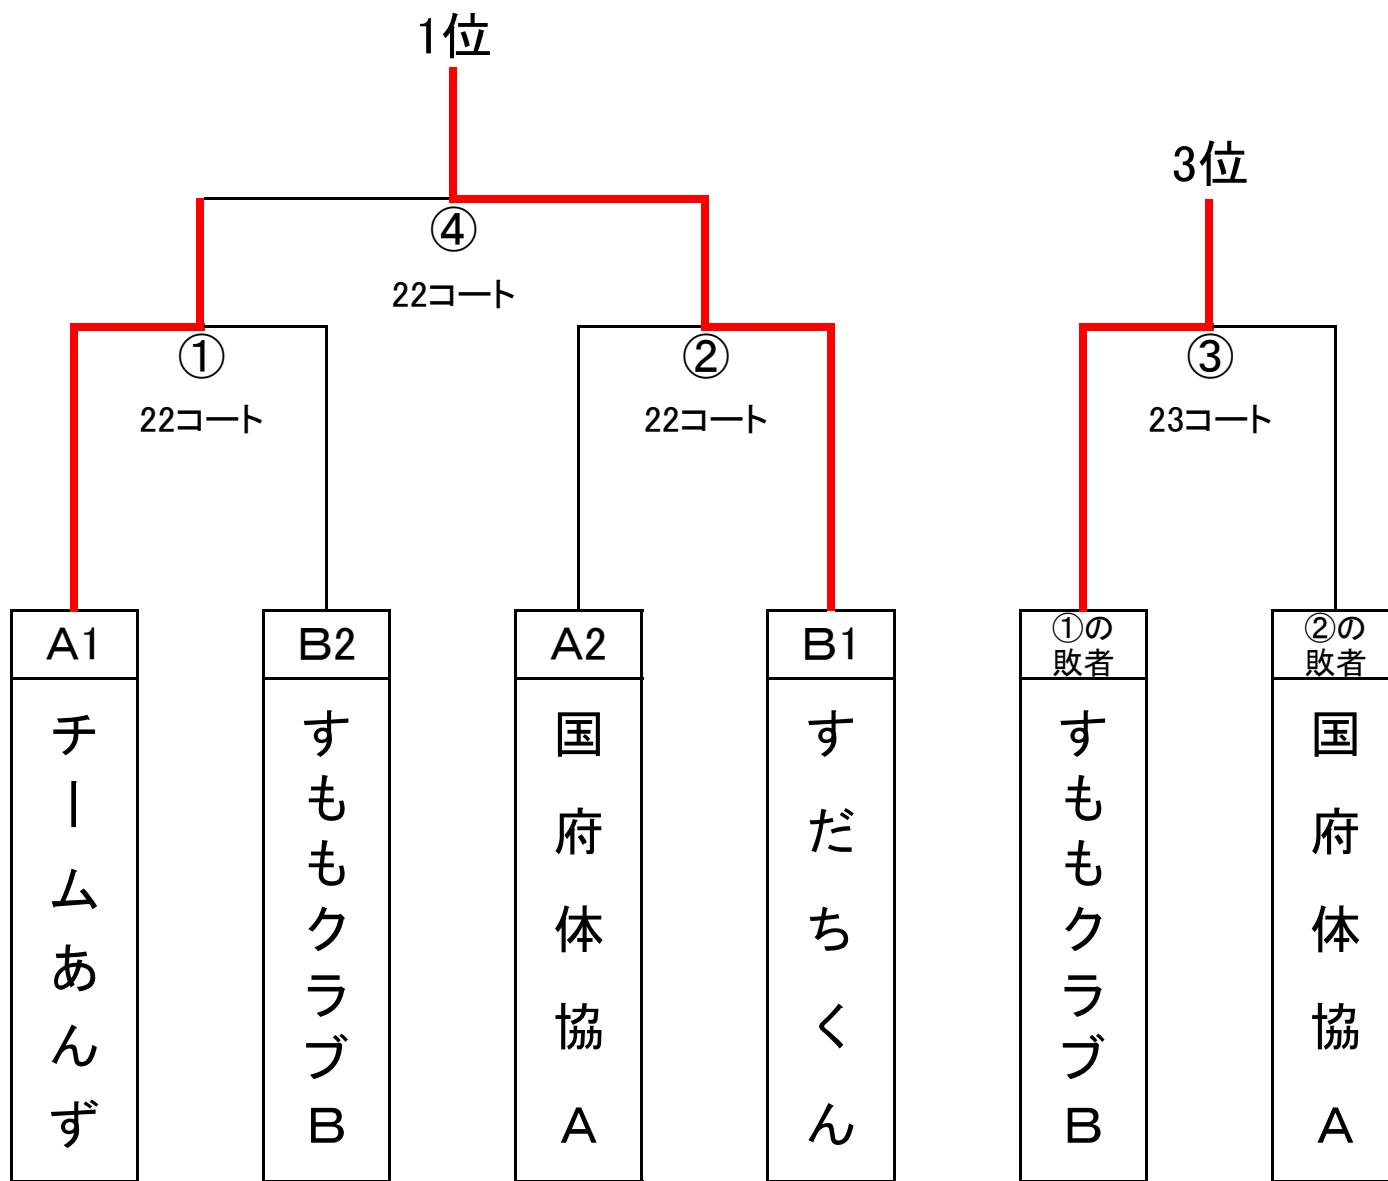 1位
3位
④
22コート
①
22コート
②
22コート
③
23コート
A1
B2
A2
B1
①の
敗者
②の
敗者
チームあんず
すももクラブB
国府体協A
すだちくん
すももクラブB
国府体協A